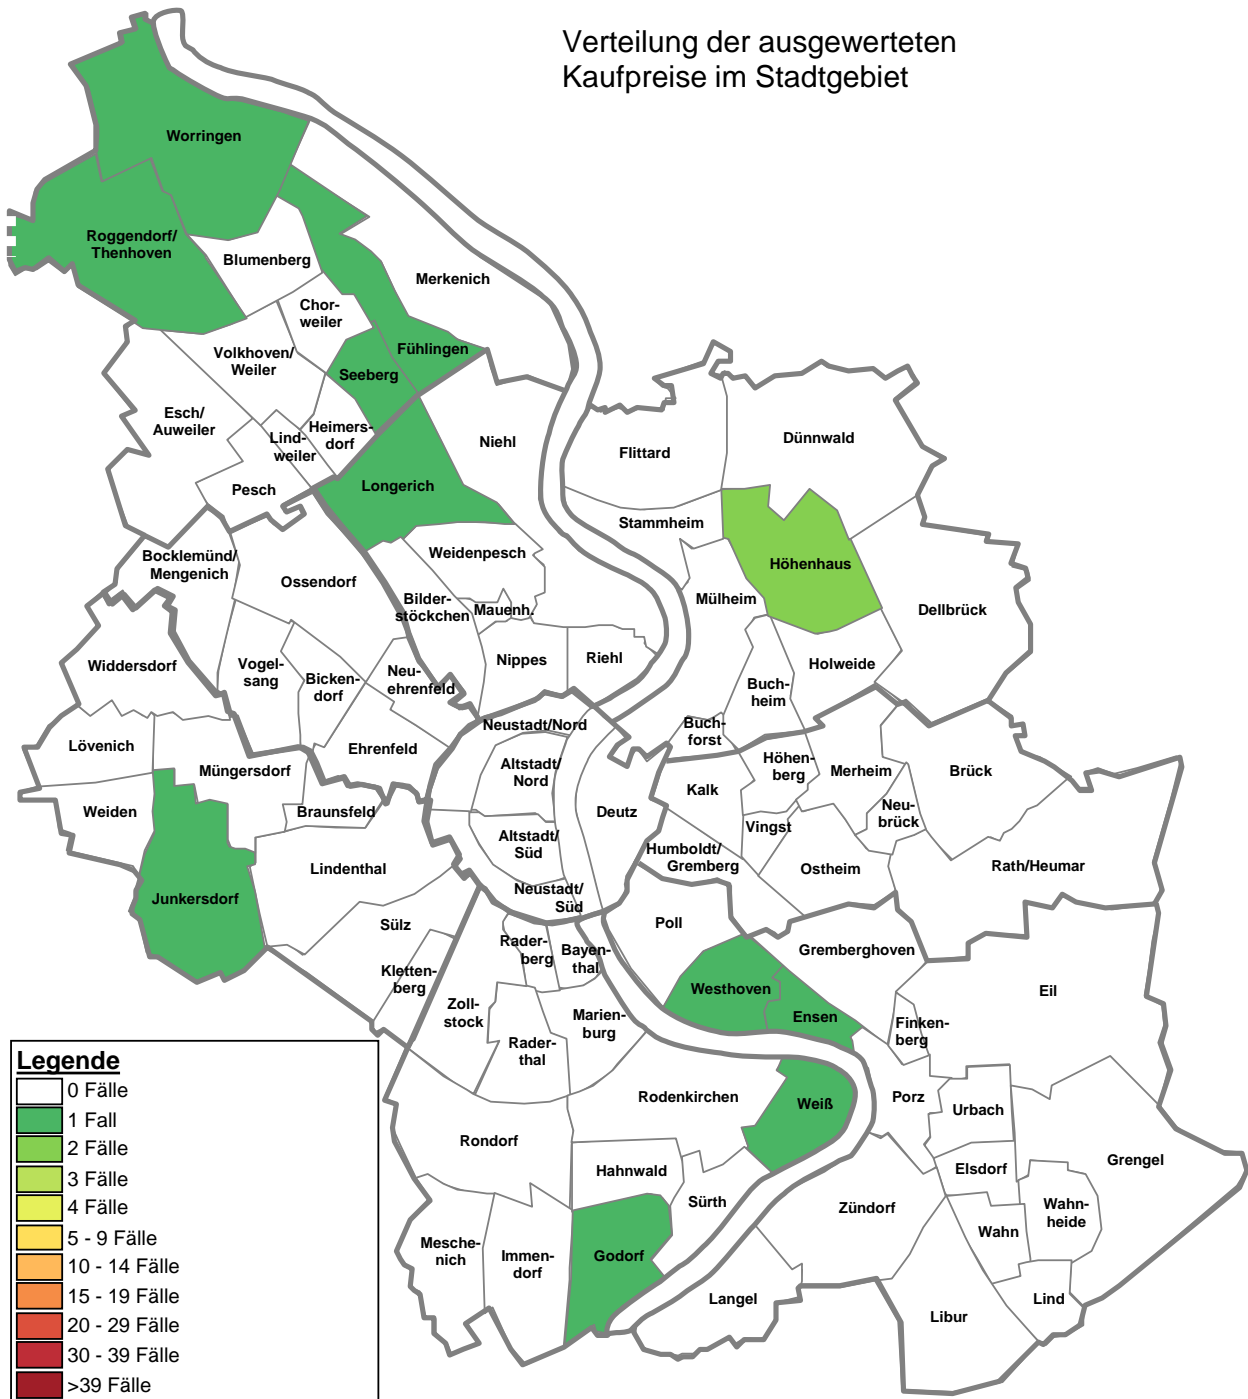 Verteilung der ausgewerteten
Kaufpreise im Stadtgebiet
Worringen
Roggendorf/
Thenhoven
Blumenberg
Merkenich
Chor-
weiler
Fühlingen
Volkhoven/
Weiler
Seeberg
Esch/
Auweiler
Heimers-
dorf
Lind-
weiler
Pesch
Niehl
Longerich
Flittard
Dünnwald
Stammheim
Höhenhaus
Weidenpesch
Bocklemünd/
Mengenich
Ossendorf
Bilder-
stöckchen
Mauenh.
Mülheim
Dellbrück
Widdersdorf
Vogel-
sang
Bicken-
dorf
Neu-
ehrenfeld
Nippes
Riehl
Holweide
Buch-
heim
Neustadt/Nord
Buch-
forst
Lövenich
Müngersdorf
Ehrenfeld
Altstadt/
Nord
Höhen-
berg
Merheim
Brück
Kalk
Weiden
Braunsfeld
Deutz
Vingst
Neu-
brück
Altstadt/
Süd
Humboldt/
Gremberg
Ostheim
Rath/Heumar
Lindenthal
Junkersdorf
Neustadt/
Süd
Sülz
Poll
Rader-
berg
Bayen-
thal
Gremberghoven
Kletten-
berg
Westhoven
Eil
Zoll-
stock
Marien-
burg
Ensen
Finken-
berg
Rader-
thal
Rodenkirchen
Weiß
Porz
Urbach
Rondorf
Hahnwald
Elsdorf
Grengel
Sürth
Zündorf
Wahn-
heide
Wahn
Mesche-
nich
Immen-
dorf
Godorf
Langel
Lind
Libur
Legende
0 Fälle
1 Fall
2 Fälle
3 Fälle
4 Fälle
5 - 9 Fälle
10 - 14 Fälle
15 - 19 Fälle
20 - 29 Fälle
30 - 39 Fälle
>39 Fälle